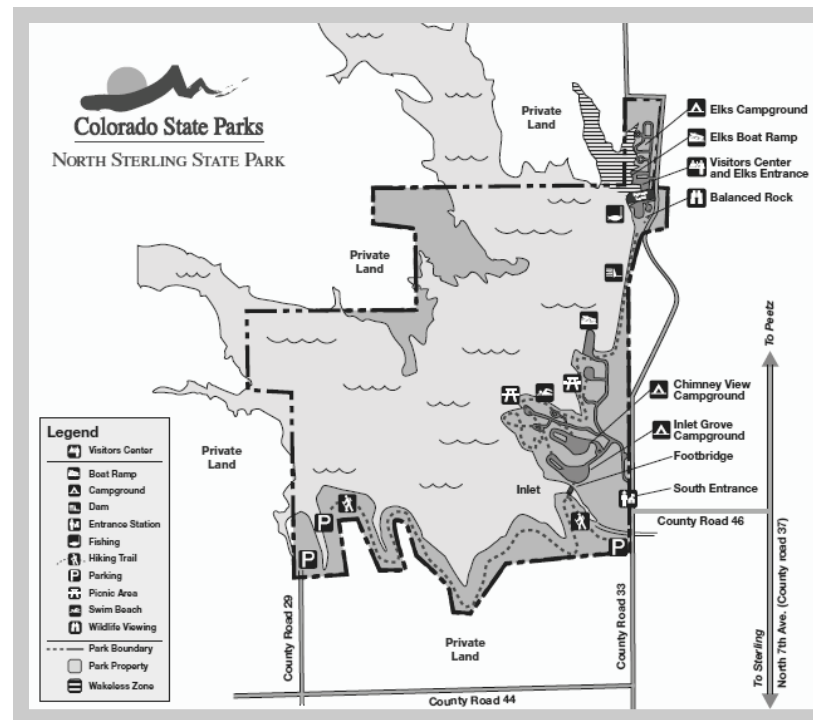 Colorado State Parks
NORTH STERLING STATE PARK
Private
Land
Elks Campground
Elks Boat Ramp
Visitors Center
and Elks Entrance
Balanced Rock
Private
Land
To Peetz
Chimney View
Campground
Inlet Grove
Campground
Footbridge
South Entrance
Inlet
County Road 46
Private
Land
Legend
Visitors Center
Boat Ramp
Campground
Dam
Entrance Station
Fishing
Hiking Trail
P Parking
Picnic Area
Swim Beach
Wildlife Viewing
Park Boundary
Park Property
Wakeless Zone
P
P
P
County Road 29
Private
Land
County Road 33
To Sterling
North 7th Ave. (County road 37)
County Road 44